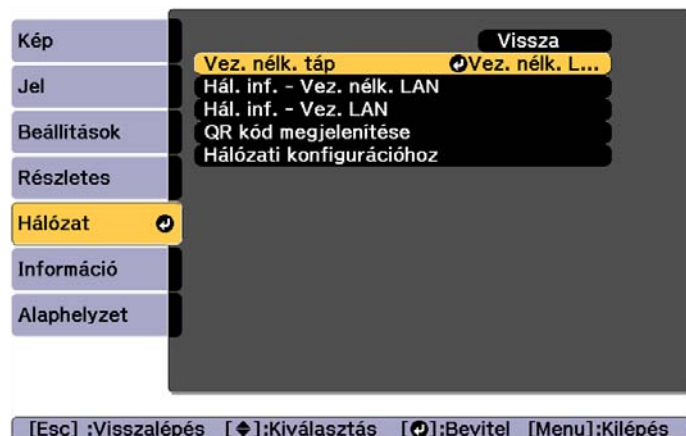 Kép
Jel
Beállítások
Részletes
Hálózat
Információ
Alaphelyzet
Vissza
Vez. nélk. táp Vez. nélk. L...
Hál. inf. - Vez. nélk. LAN
Hál. inf. - Vez. LAN
QR kód megjelenítése
Hálózati konfigurációhoz
[Esc] :Visszalépés [◆]:Kiválasztás [↵]:Bevitel [Menu]:Kilépés